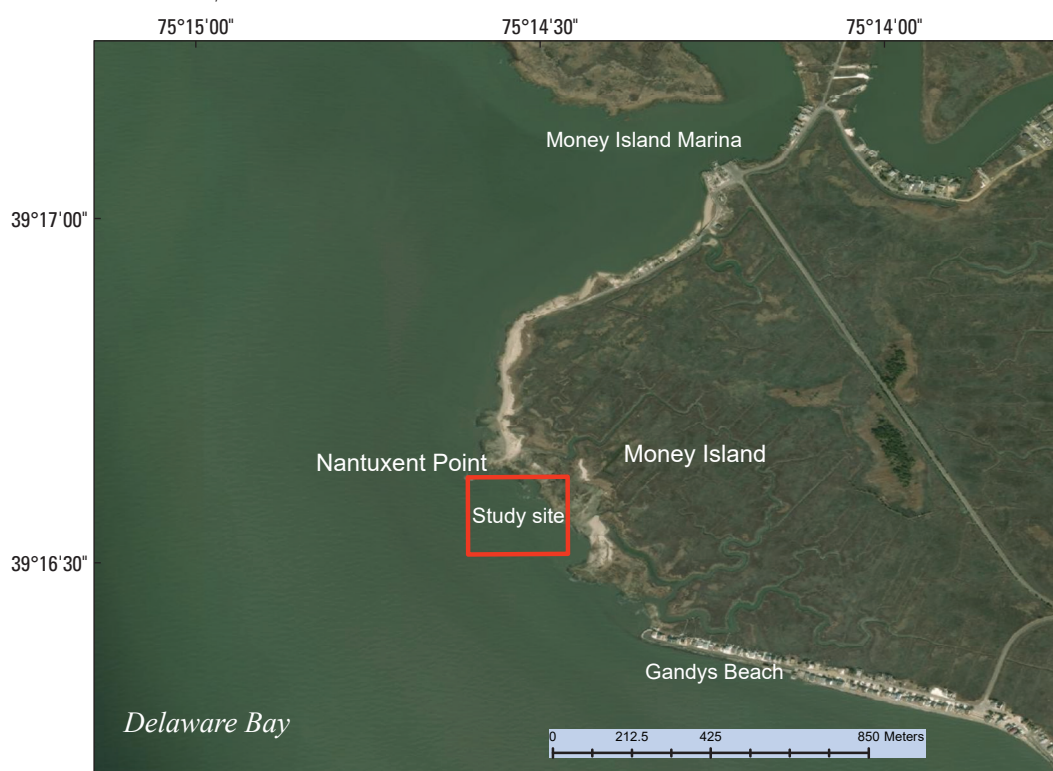 75°15'00" 75°14'30" 75°14'00"
Money Island Marina
39°17'00"
Nantuxent Point
Money Island
Study site
39°16'30"
Gandys Beach
Delaware Bay
0 212.5 425 850 Meters